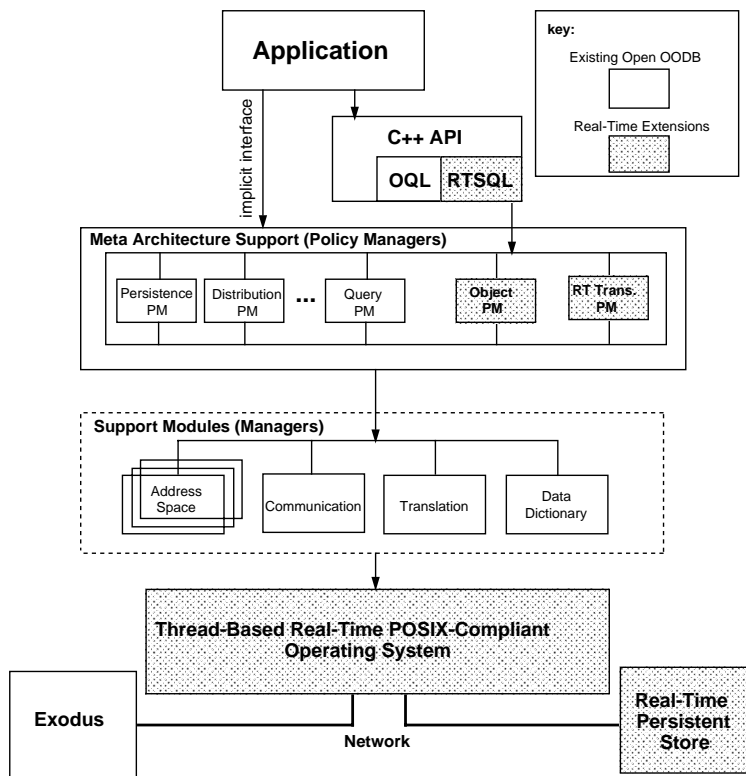 Application
key:
Existing Open OODB
Real-Time Extensions
implicit interface
C++ API
OQL
RTSQL
Meta Architecture Support (Policy Managers)
Persistence
PM
Distribution
PM
...
Query
PM
Object
PM
RT Trans.
PM
Support Modules (Managers)
Address
Space
Communication
Translation
Data
Dictionary
Thread-Based Real-Time POSIX-Compliant
Operating System
Exodus
Network
Real-Time
Persistent
Store